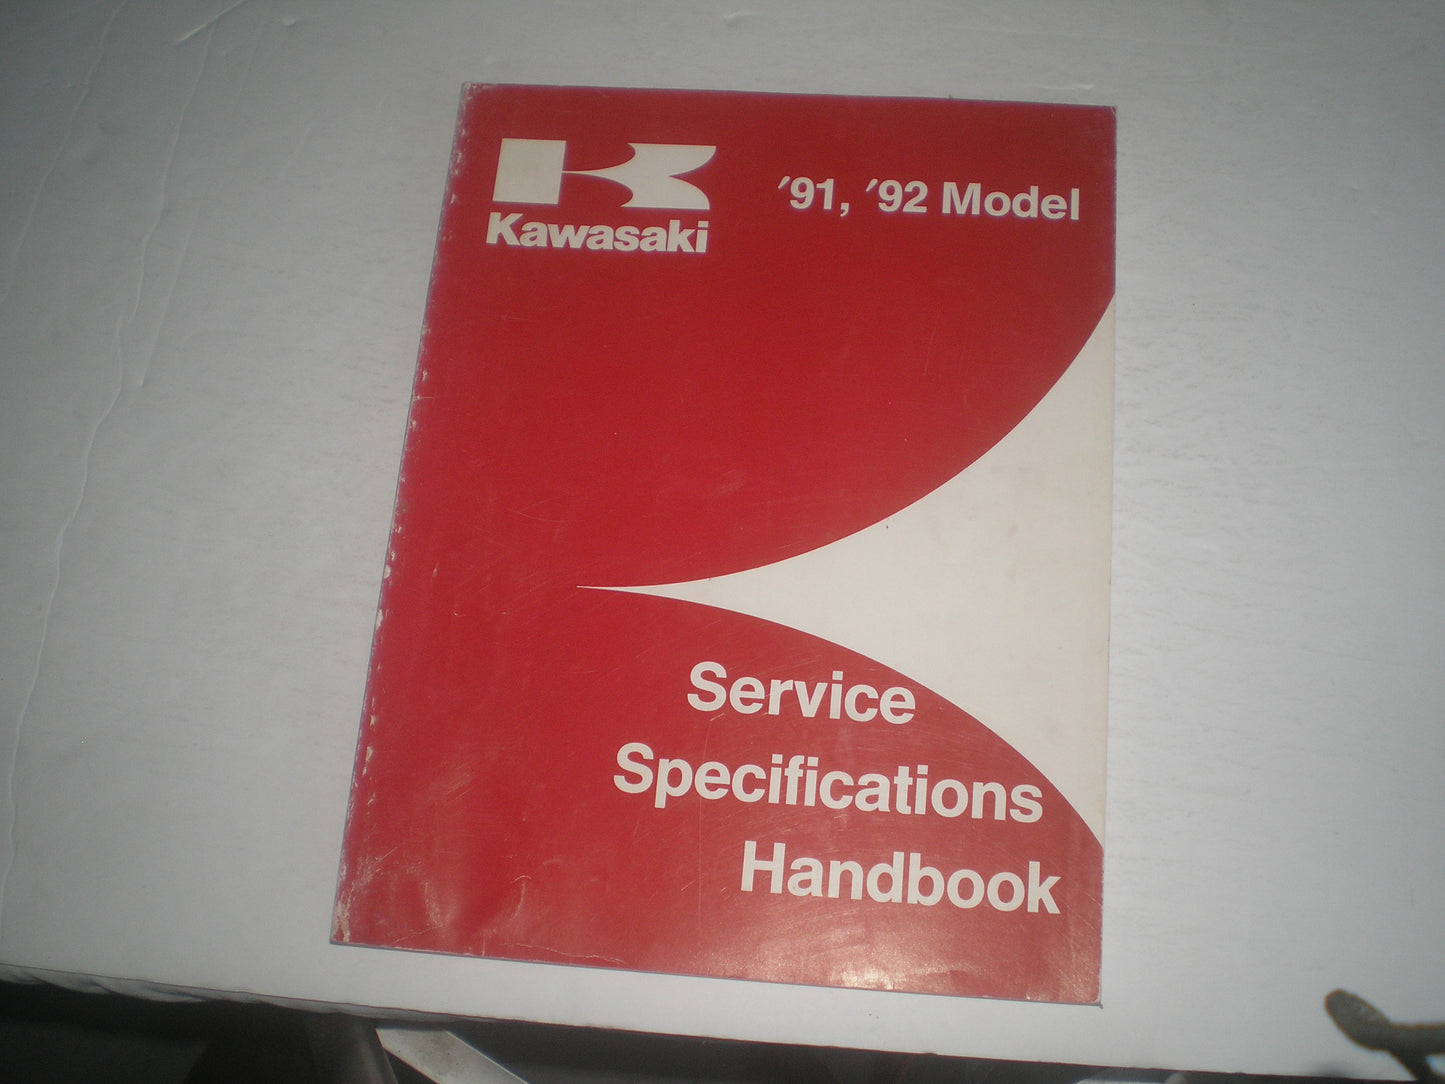 Kawasaki
'91, '92 Model
Service
Specifications
Handbook